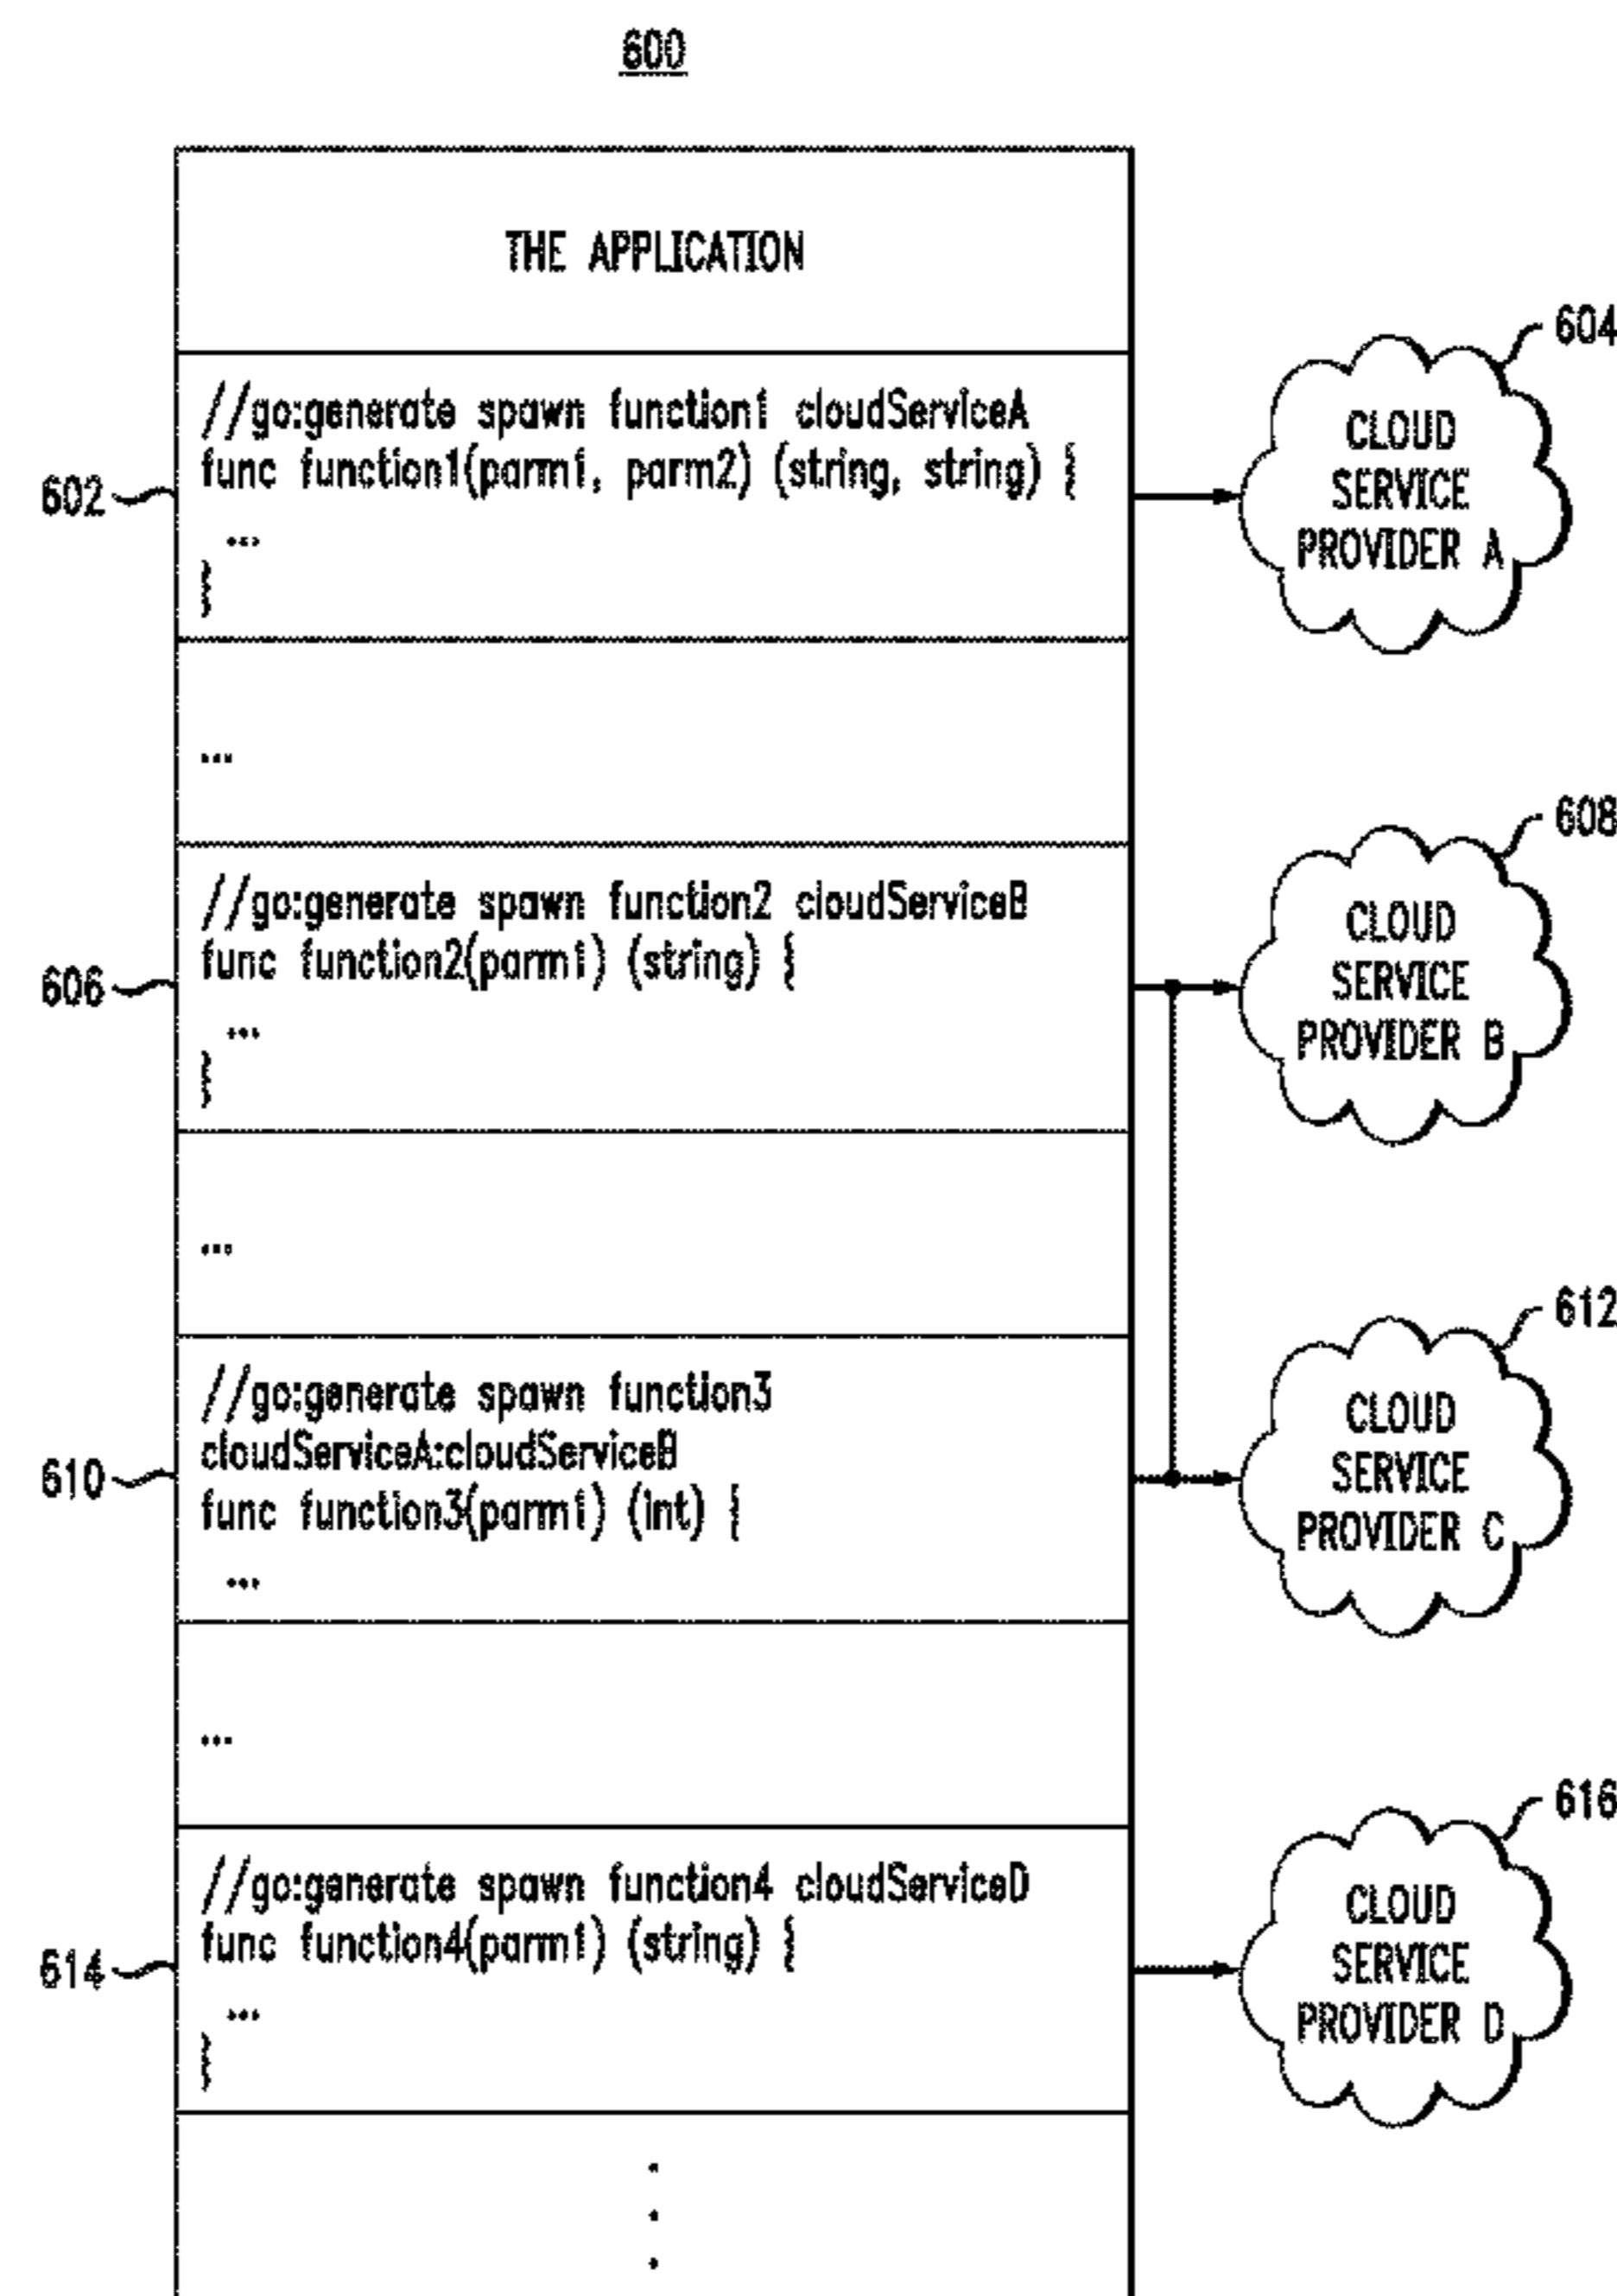 600
THE APPLICATION
//go:generate spawn function1 cloudServiceA
func function1(parm1, parm2) (string, string) {
...
}
602
604
CLOUD
SERVICE
PROVIDER A
...
//go:generate spawn function2 cloudServiceB
func function2(parm1) (string) {
...
}
606
608
CLOUD
SERVICE
PROVIDER B
...
//go:generate spawn function3
cloudServiceA:cloudServiceB
func function3(parm1) (int) {
...
610
612
CLOUD
SERVICE
PROVIDER C
...
//go:generate spawn function4 cloudServiceD
func function4(parm1) (string) {
...
}
614
616
CLOUD
SERVICE
PROVIDER D
.
.
.